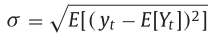 σ = √E[(y_t − E[Y_t])²]